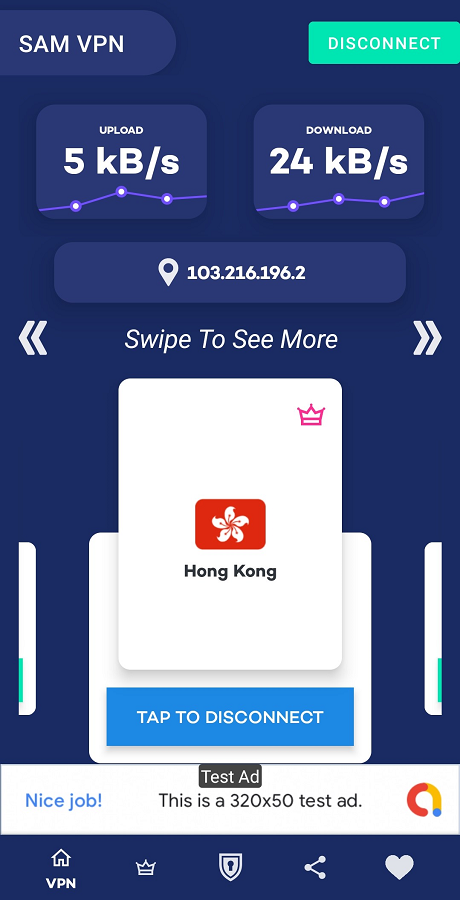 SAM VPN
DISCONNECT
UPLOAD
5 kB/s
DOWNLOAD
24 kB/s
103.216.196.2
Swipe To See More
Hong Kong
TAP TO DISCONNECT
Test Ad
Nice job!
This is a 320x50 test ad.
VPN